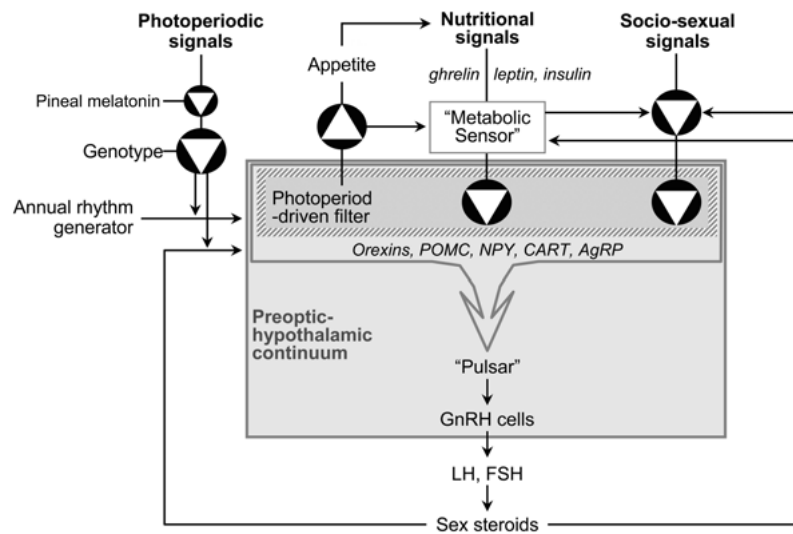 Photoperiodic
signals
Nutritional
signals
Socio-sexual
signals
Appetite
ghrelin
leptin, insulin
Pineal melatonin
“Metabolic
Sensor”
Genotype
Photoperiod
-driven filter
Annual rhythm
generator
Orexins, POMC, NPY, CART, AgRP
Preoptic-
hypothalamic
continuum
“Pulsar”
GnRH cells
LH, FSH
Sex steroids